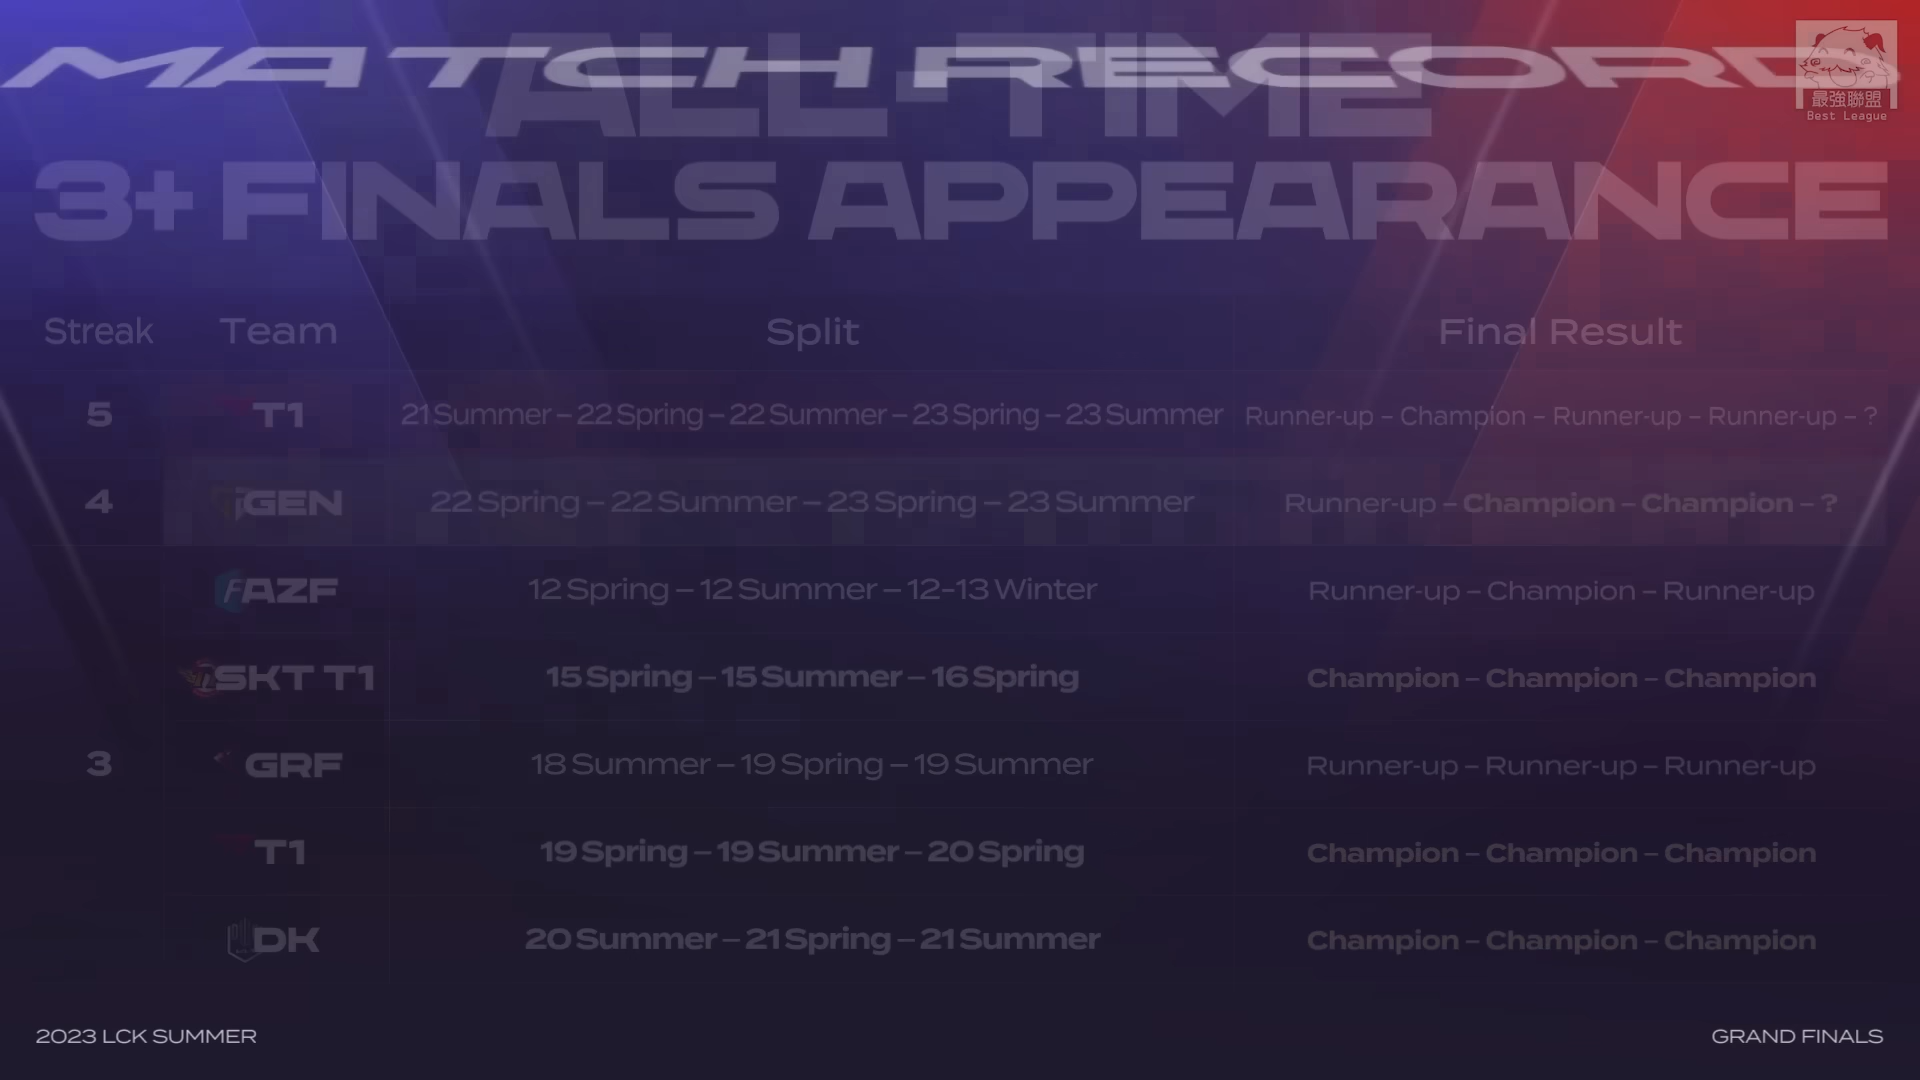 MATCH RECORDS
ALL-TIME
3+ FINALS APPEARANCE
最強聯盟
Best League
Streak Team Split Final Result
5 T1 21 Summer – 22 Spring – 22 Summer – 23 Spring – 23 Summer Runner-up – Champion – Runner-up – Runner-up – ?
4 GEN 22 Spring – 22 Summer – 23 Spring – 23 Summer Runner-up – Champion – Champion – ?
AZF 12 Spring – 12 Summer – 12-13 Winter Runner-up – Champion – Runner-up
SKT T1 15 Spring – 15 Summer – 16 Spring Champion – Champion – Champion
3 GRF 18 Summer – 19 Spring – 19 Summer Runner-up – Runner-up – Runner-up
T1 19 Spring – 19 Summer – 20 Spring Champion – Champion – Champion
DK 20 Summer – 21 Spring – 21 Summer Champion – Champion – Champion
2023 LCK SUMMER GRAND FINALS